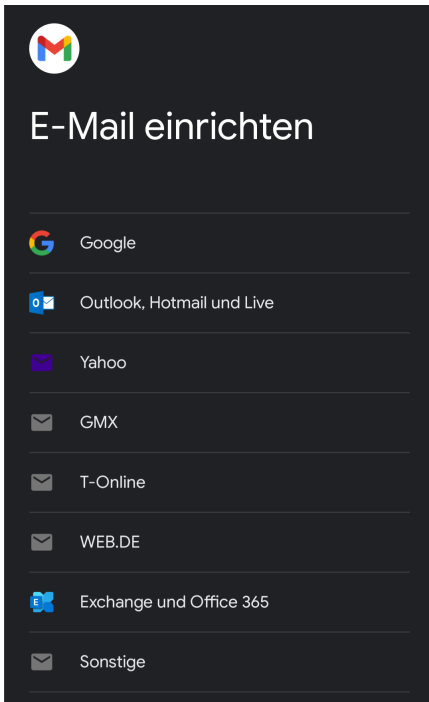 E-Mail einrichten
Google
Outlook, Hotmail und Live
Yahoo
GMX
T-Online
WEB.DE
Exchange und Office 365
Sonstige